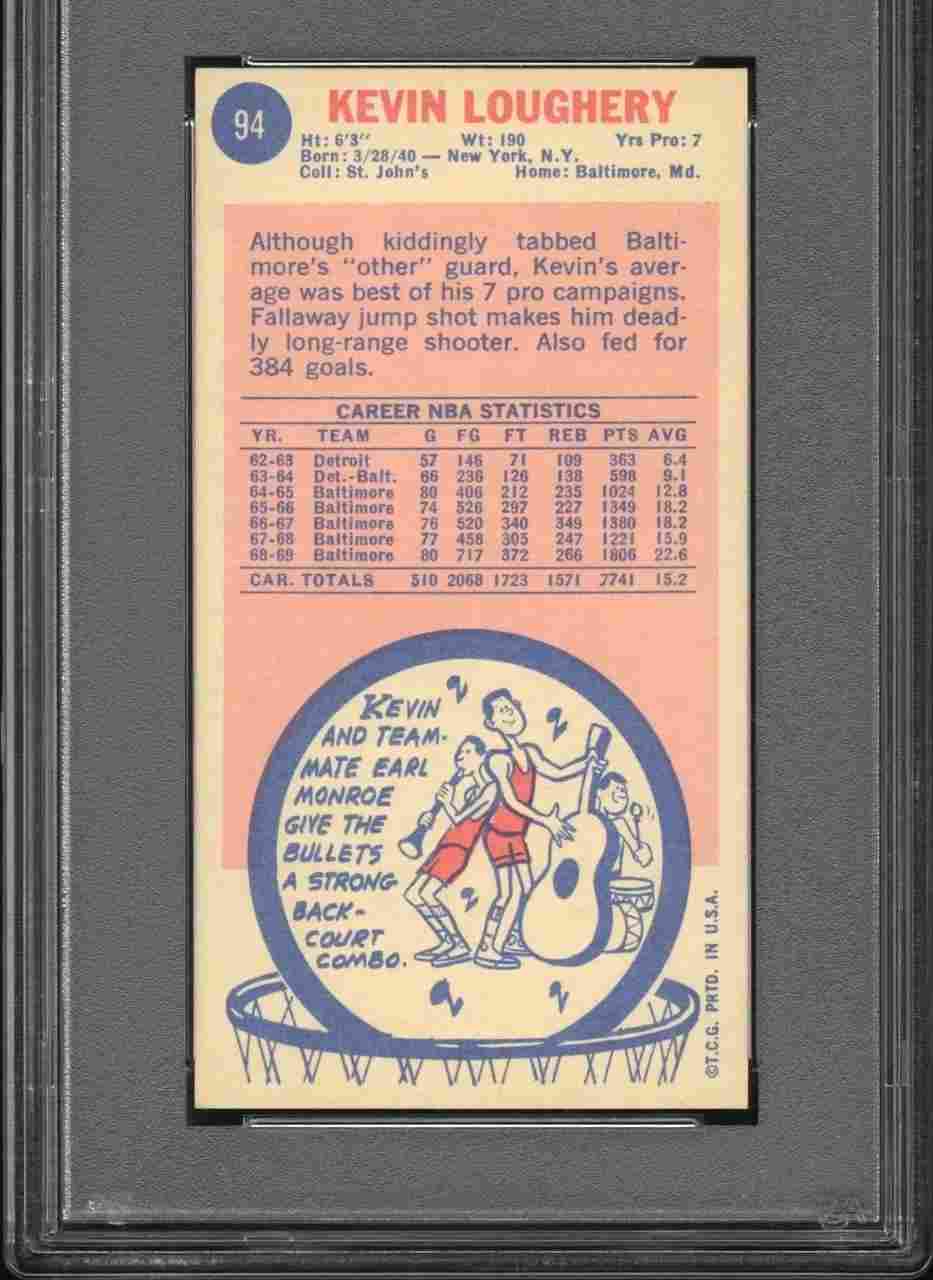 94
KEVIN LOUGHERY
Ht: 6'3" Wt: 190 Yrs Pro: 7
Born: 3/28/40 — New York, N.Y.
Coll: St. John's Home: Baltimore, Md.
Although kiddingly tabbed Balti-
more's "other" guard, Kevin's aver-
age was best of his 7 pro campaigns.
Fallaway jump shot makes him dead-
ly long-range shooter. Also fed for
384 goals.
CAREER NBA STATISTICS
YR. TEAM G FG FT REB PTS AVG
62-63 Detroit 57 146 71 109 363 6.4
63-64 Det.-Balt. 66 236 126 138 598 9.1
64-65 Baltimore 80 406 212 235 1024 12.8
65-66 Baltimore 74 526 297 227 1349 18.2
66-67 Baltimore 76 520 340 349 1380 18.2
67-68 Baltimore 77 458 305 247 1221 15.9
68-69 Baltimore 80 717 372 266 1806 22.6
CAR. TOTALS 510 2068 1723 1571 7741 15.2
KEVIN
AND TEAM-
MATE EARL
MONROE
GIVE THE
BULLETS
A STRONG
BACK-
COURT
COMBO.
©T.C.G. PRTD. IN U.S.A.